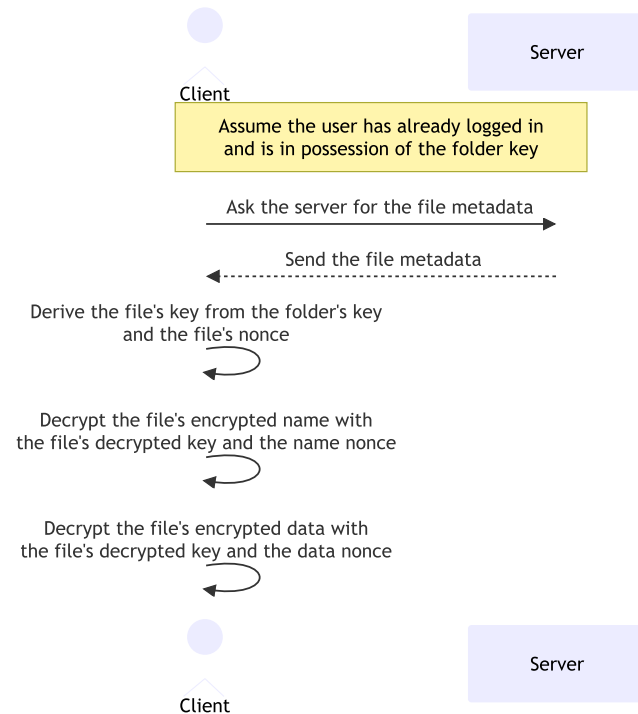 Server
Client
Assume the user has already logged in
and is in possession of the folder key
Ask the server for the file metadata
Send the file metadata
Derive the file's key from the folder's key
and the file's nonce
Decrypt the file's encrypted name with
the file's decrypted key and the name nonce
Decrypt the file's encrypted data with
the file's decrypted key and the data nonce
Server
Client